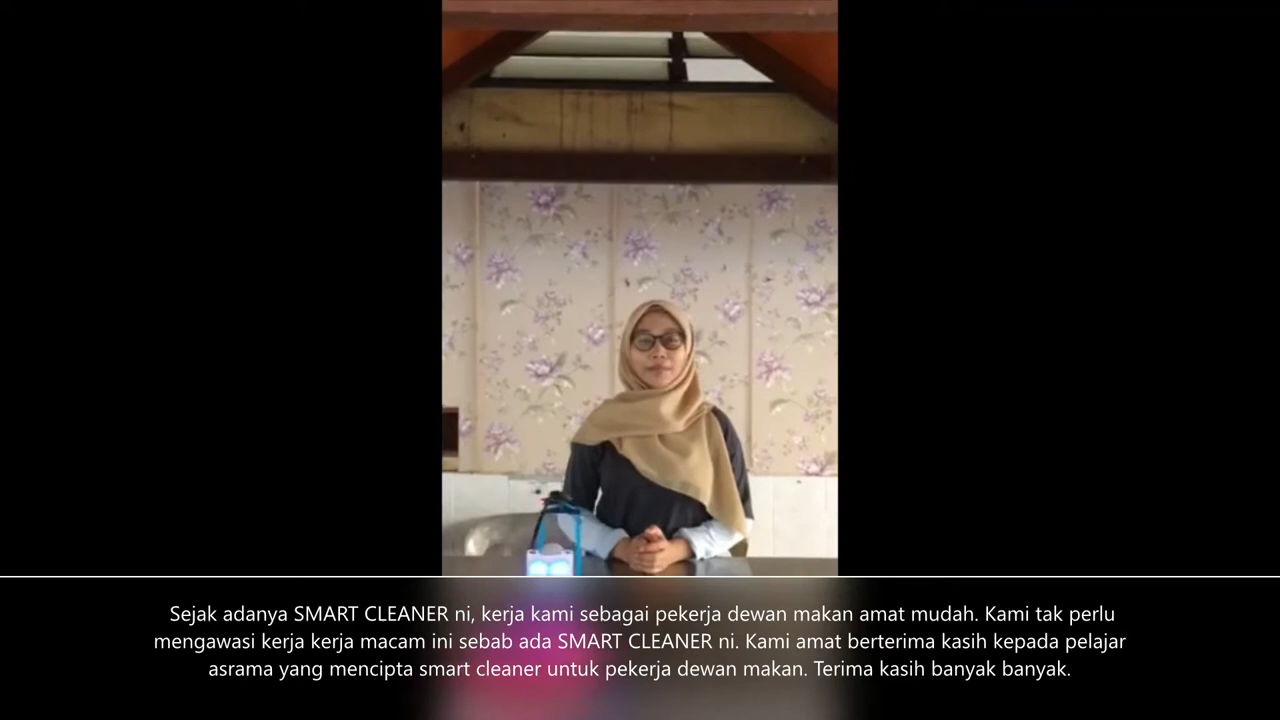 Sejak adanya SMART CLEANER ni, kerja kami sebagai pekerja dewan makan amat mudah. Kami tak perlu
mengawasi kerja kerja macam ini sebab ada SMART CLEANER ni. Kami amat berterima kasih kepada pelajar
asrama yang mencipta smart cleaner untuk pekerja dewan makan. Terima kasih banyak banyak.